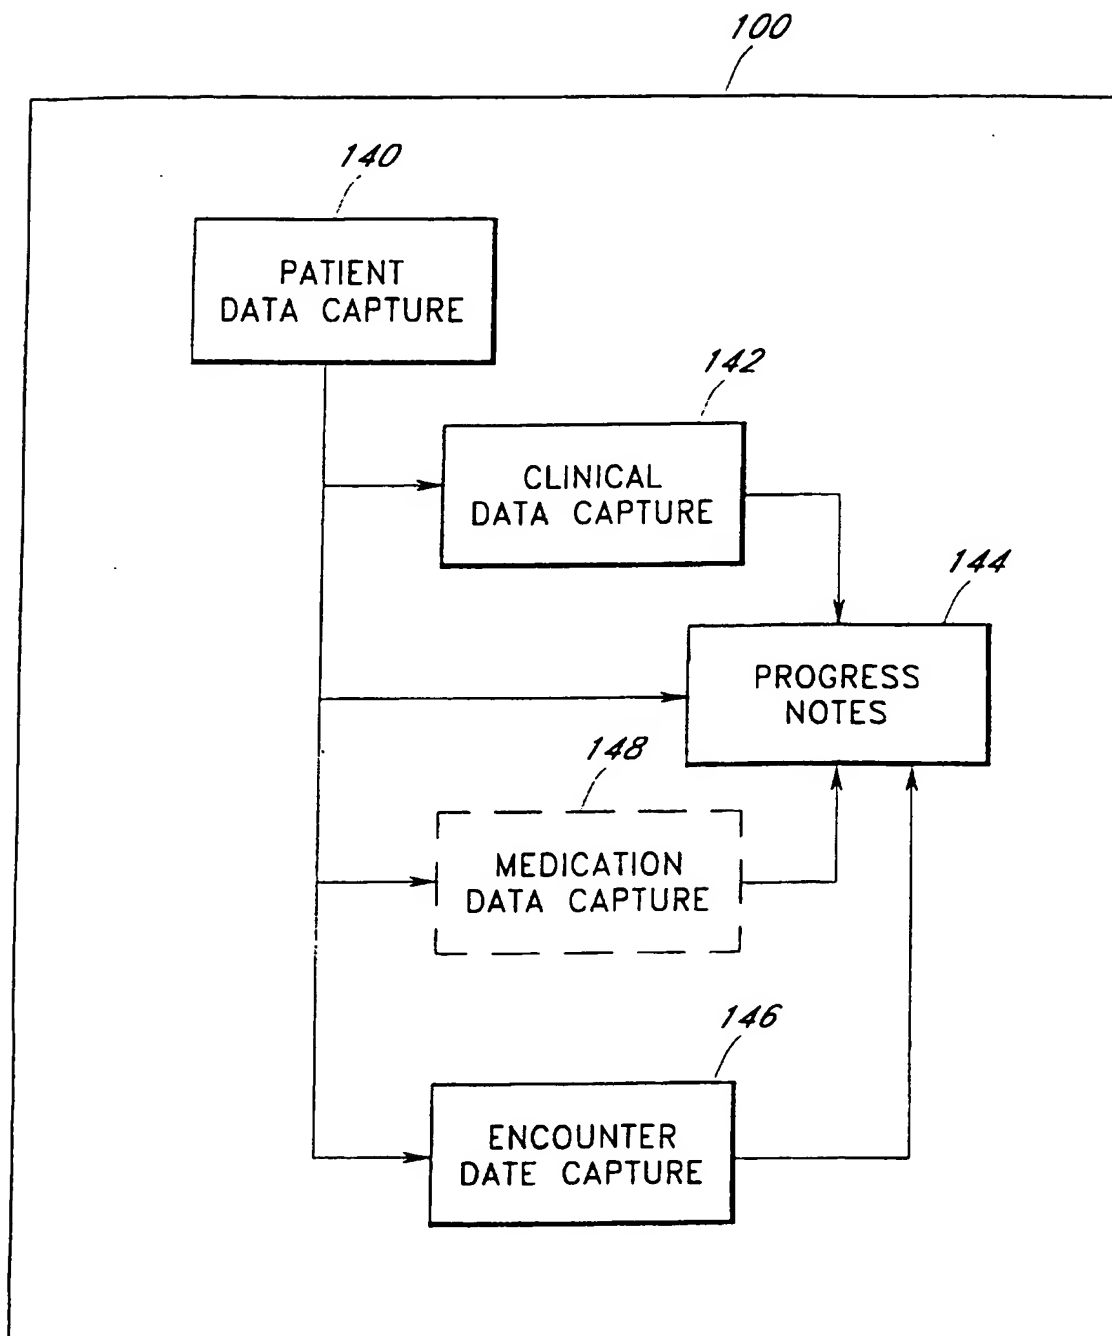 100
140
PATIENT
DATA CAPTURE
142
CLINICAL
DATA CAPTURE
144
PROGRESS
NOTES
148
MEDICATION
DATA CAPTURE
146
ENCOUNTER
DATE CAPTURE